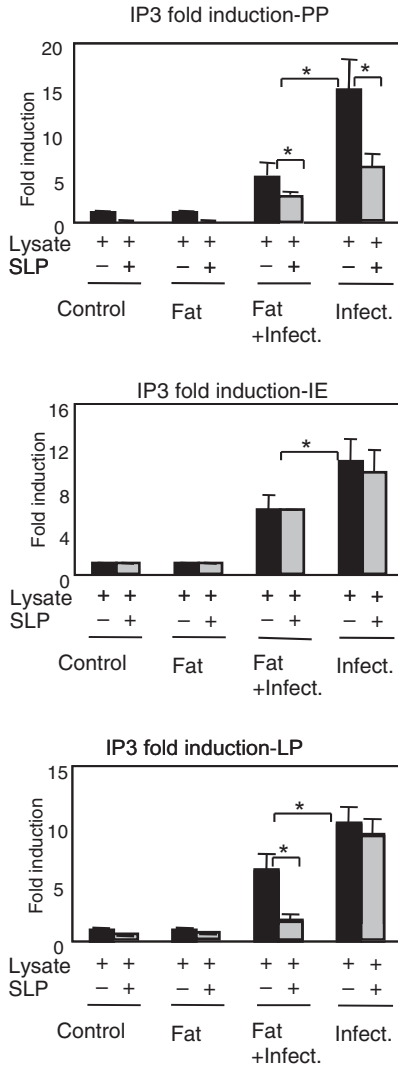 IP3 fold induction-PP
20
15
10
5
0
Fold induction
*
*
*
Lysate + + + + + + + +
SLP – + – + – + – +
Control Fat Fat +Infect. Infect.
IP3 fold induction-IE
16
12
8
4
0
Fold induction
*
Lysate + + + + + + + +
SLP – + – + – + – +
Control Fat Fat +Infect. Infect.
IP3 fold induction-LP
15
10
5
0
Fold induction
*
*
Lysate + + + + + + + +
SLP – + – + – + – +
Control Fat Fat +Infect. Infect.